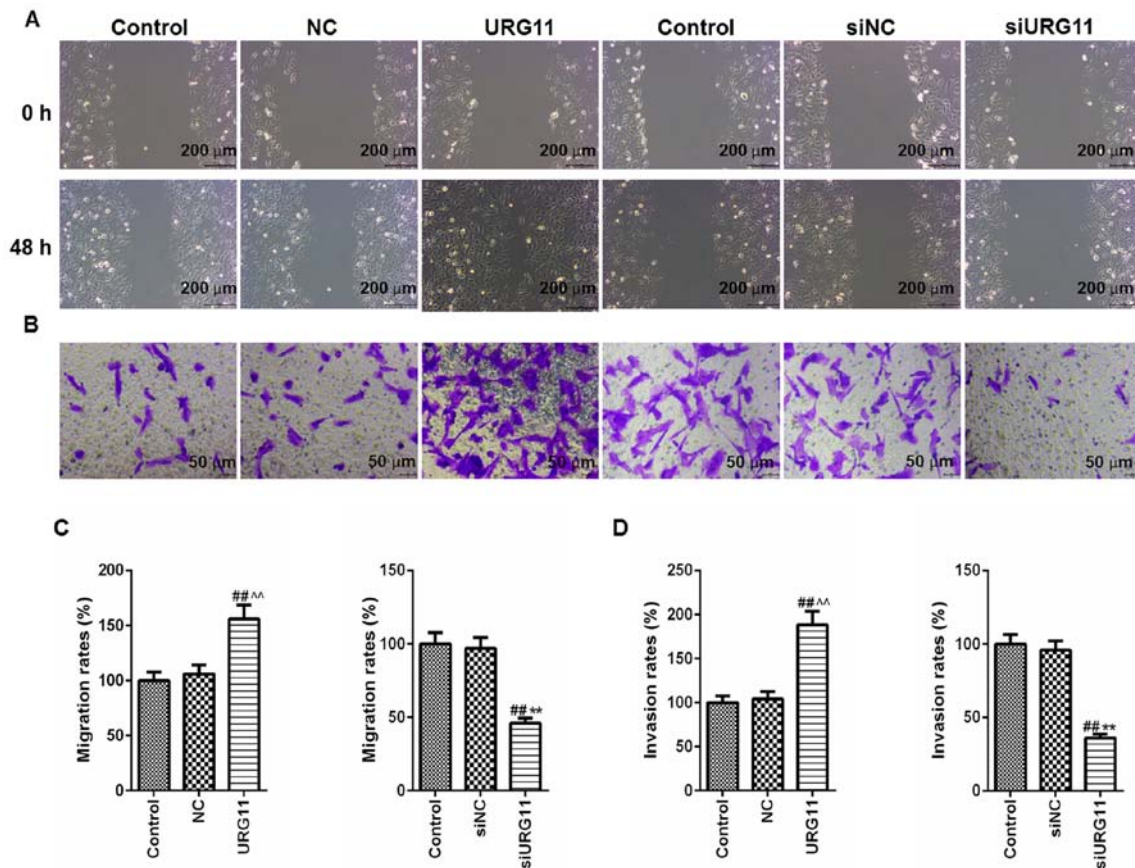 A
Control NC URG11 Control siNC siURG11
0 h
200 μm 200 μm 200 μm 200 μm 200 μm 200 μm
48 h
200 μm 200 μm 200 μm 200 μm 200 μm 200 μm
B
50 μm 50 μm 50 μm 50 μm 50 μm 50 μm
C
Migration rates (%)
200
150
100
50
0
##^^
Control
NC
URG11
Migration rates (%)
150
100
50
0
##**
Control
siNC
siURG11
D
Invasion rates (%)
250
200
150
100
50
0
##^^
Control
NC
URG11
Invasion rates (%)
150
100
50
0
##**
Control
siNC
siURG11